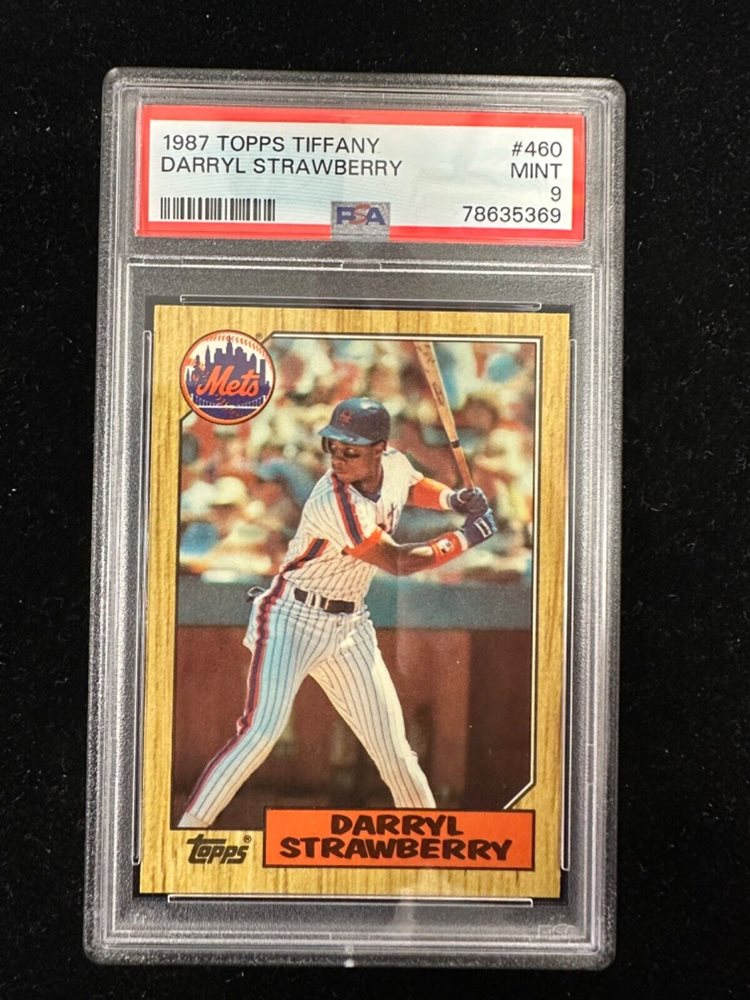 1987 TOPPS TIFFANY #460
DARRYL STRAWBERRY MINT
9
PSA 78635369
Mets
topps®
DARRYL
STRAWBERRY